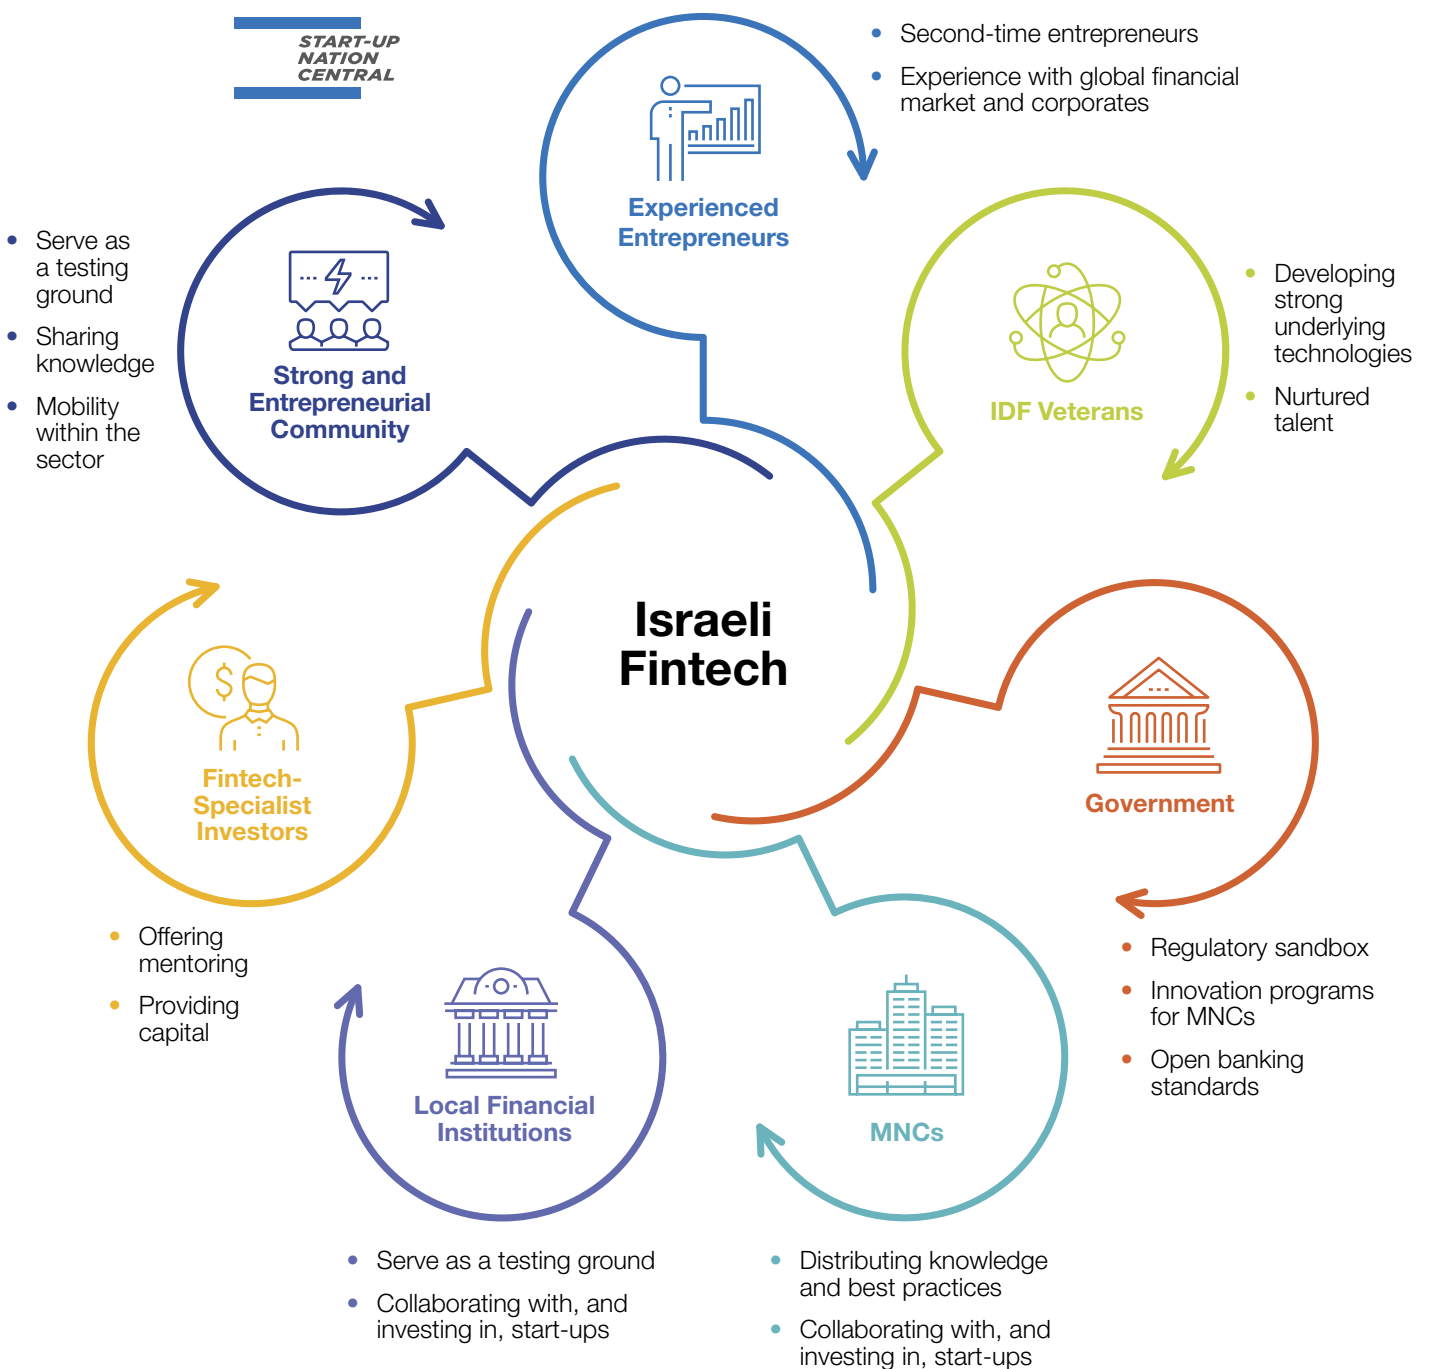 START-UP
NATION
CENTRAL
• Second-time entrepreneurs
• Experience with global financial
market and corporates
Experienced
Entrepreneurs
• Serve as
a testing
ground
• Sharing
knowledge
• Mobility
within the
sector
Strong and
Entrepreneurial
Community
IDF Veterans
• Developing
strong
underlying
technologies
• Nurtured
talent
Israeli
Fintech
$
Fintech-
Specialist
Investors
• Offering
mentoring
• Providing
capital
Government
• Regulatory sandbox
• Innovation programs
for MNCs
• Open banking
standards
Local Financial
Institutions
• Serve as a testing ground
• Collaborating with, and
investing in, start-ups
MNCs
• Distributing knowledge
and best practices
• Collaborating with, and
investing in, start-ups